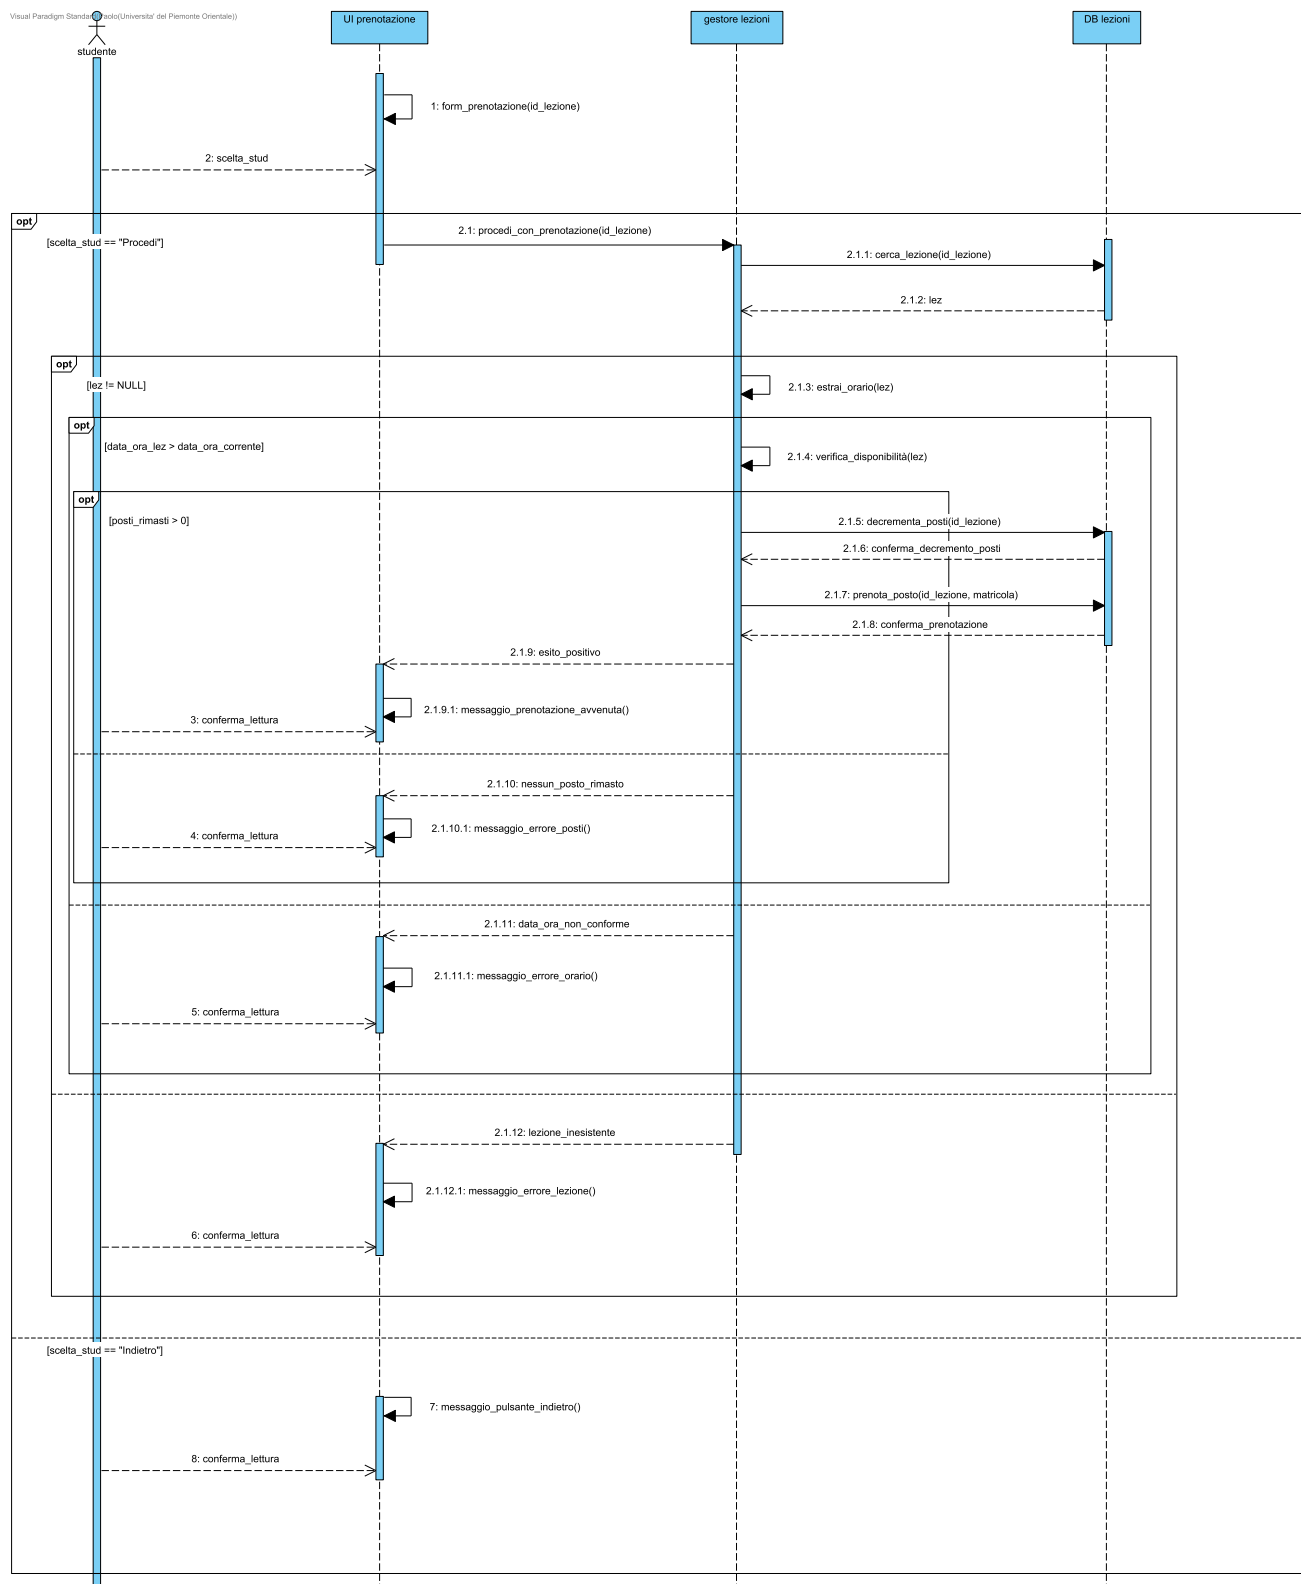 Visual Paradigm Standard(Paolo(Universita' del Piemonte Orientale))
studente
UI prenotazione
gestore lezioni
DB lezioni
1: form_prenotazione(id_lezione)
2: scelta_stud
opt
[scelta_stud == "Procedi"]
2.1: procedi_con_prenotazione(id_lezione)
2.1.1: cerca_lezione(id_lezione)
2.1.2: lez
opt
[lez != NULL]
2.1.3: estrai_orario(lez)
opt
[data_ora_lez > data_ora_corrente]
2.1.4: verifica_disponibilità(lez)
opt
[posti_rimasti > 0]
2.1.5: decrementa_posti(id_lezione)
2.1.6: conferma_decremento_posti
2.1.7: prenota_posto(id_lezione, matricola)
2.1.8: conferma_prenotazione
2.1.9: esito_positivo
2.1.9.1: messaggio_prenotazione_avvenuta()
3: conferma_lettura
2.1.10: nessun_posto_rimasto
2.1.10.1: messaggio_errore_posti()
4: conferma_lettura
2.1.11: data_ora_non_conforme
2.1.11.1: messaggio_errore_orario()
5: conferma_lettura
2.1.12: lezione_inesistente
2.1.12.1: messaggio_errore_lezione()
6: conferma_lettura
[scelta_stud == "Indietro"]
7: messaggio_pulsante_indietro()
8: conferma_lettura